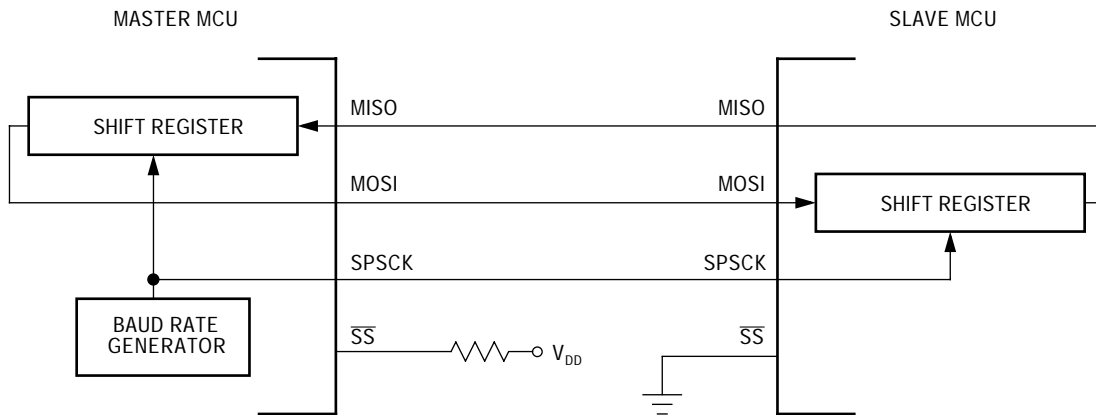 MASTER MCU
SLAVE MCU
SHIFT REGISTER
MISO
MISO
MOSI
MOSI
SHIFT REGISTER
SPSCK
SPSCK
BAUD RATE
GENERATOR
SS
VDD
SS